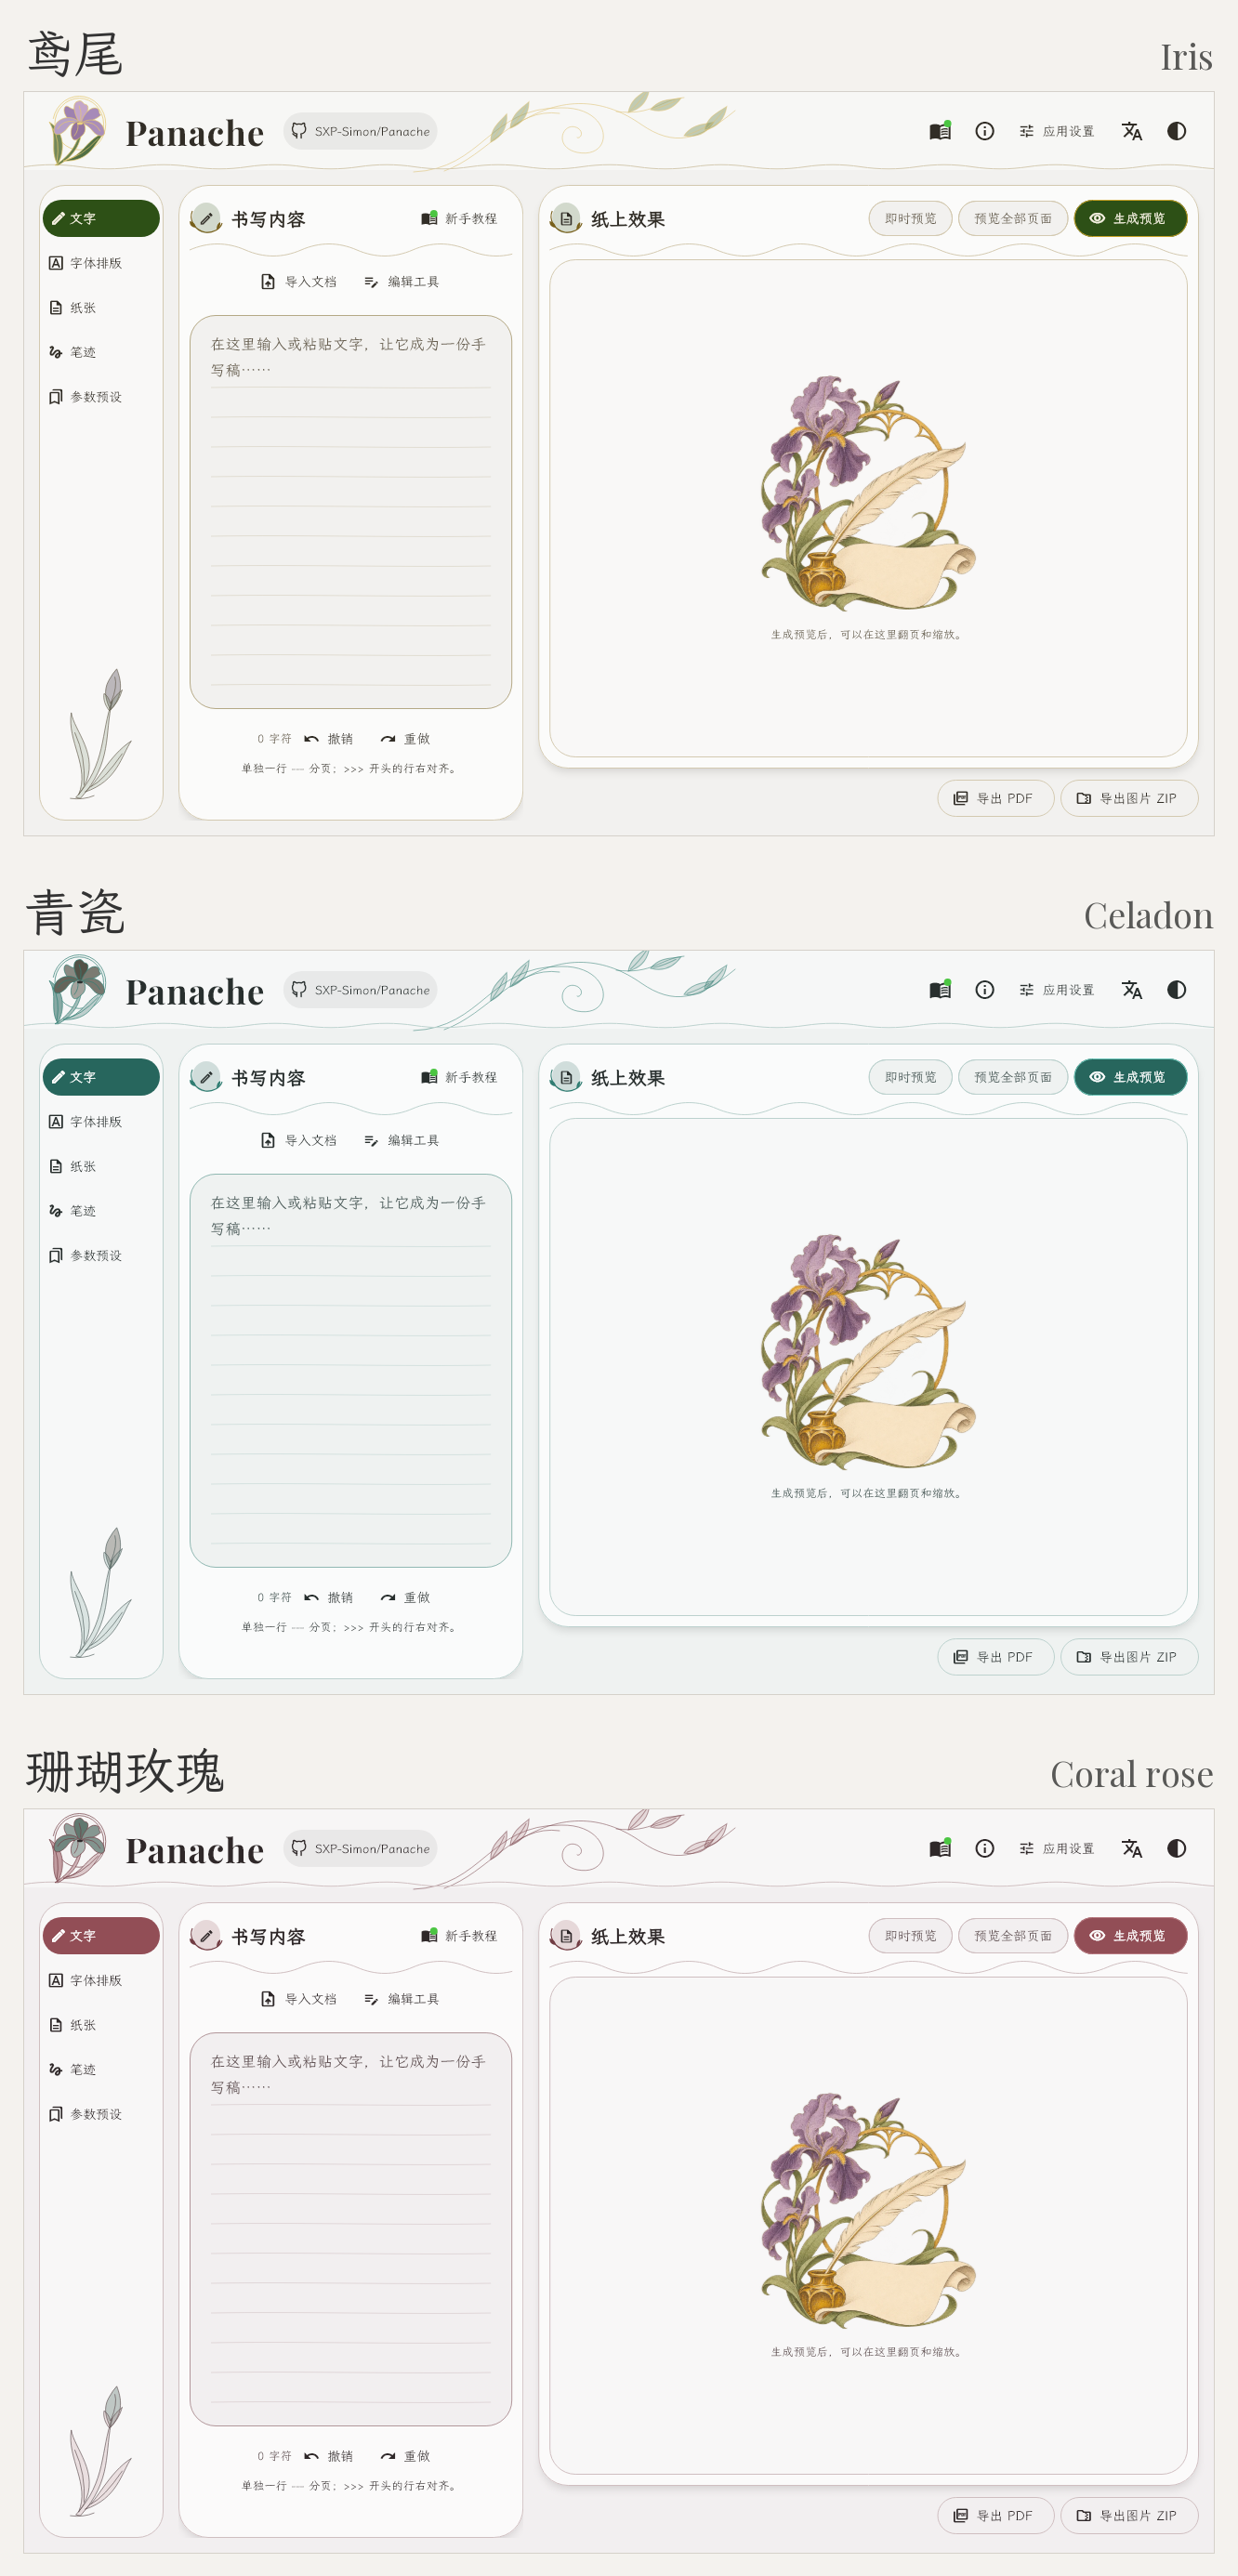 鸢尾
Iris
Panache
SXP-Simon/Panache
应用设置
文字
字体排版
纸张
笔迹
参数预设
书写内容
新手教程
导入文档
编辑工具
在这里输入或粘贴文字，让它成为一份手
写稿……
0 字符
撤销
重做
单独一行 --- 分页；>>> 开头的行右对齐。
纸上效果
即时预览
预览全部页面
生成预览
生成预览后，可以在这里翻页和缩放。
导出 PDF
导出图片 ZIP
青瓷
Celadon
Panache
SXP-Simon/Panache
应用设置
文字
字体排版
纸张
笔迹
参数预设
书写内容
新手教程
导入文档
编辑工具
在这里输入或粘贴文字，让它成为一份手
写稿……
0 字符
撤销
重做
单独一行 --- 分页；>>> 开头的行右对齐。
纸上效果
即时预览
预览全部页面
生成预览
生成预览后，可以在这里翻页和缩放。
导出 PDF
导出图片 ZIP
珊瑚玫瑰
Coral rose
Panache
SXP-Simon/Panache
应用设置
文字
字体排版
纸张
笔迹
参数预设
书写内容
新手教程
导入文档
编辑工具
在这里输入或粘贴文字，让它成为一份手
写稿……
0 字符
撤销
重做
单独一行 --- 分页；>>> 开头的行右对齐。
纸上效果
即时预览
预览全部页面
生成预览
生成预览后，可以在这里翻页和缩放。
导出 PDF
导出图片 ZIP